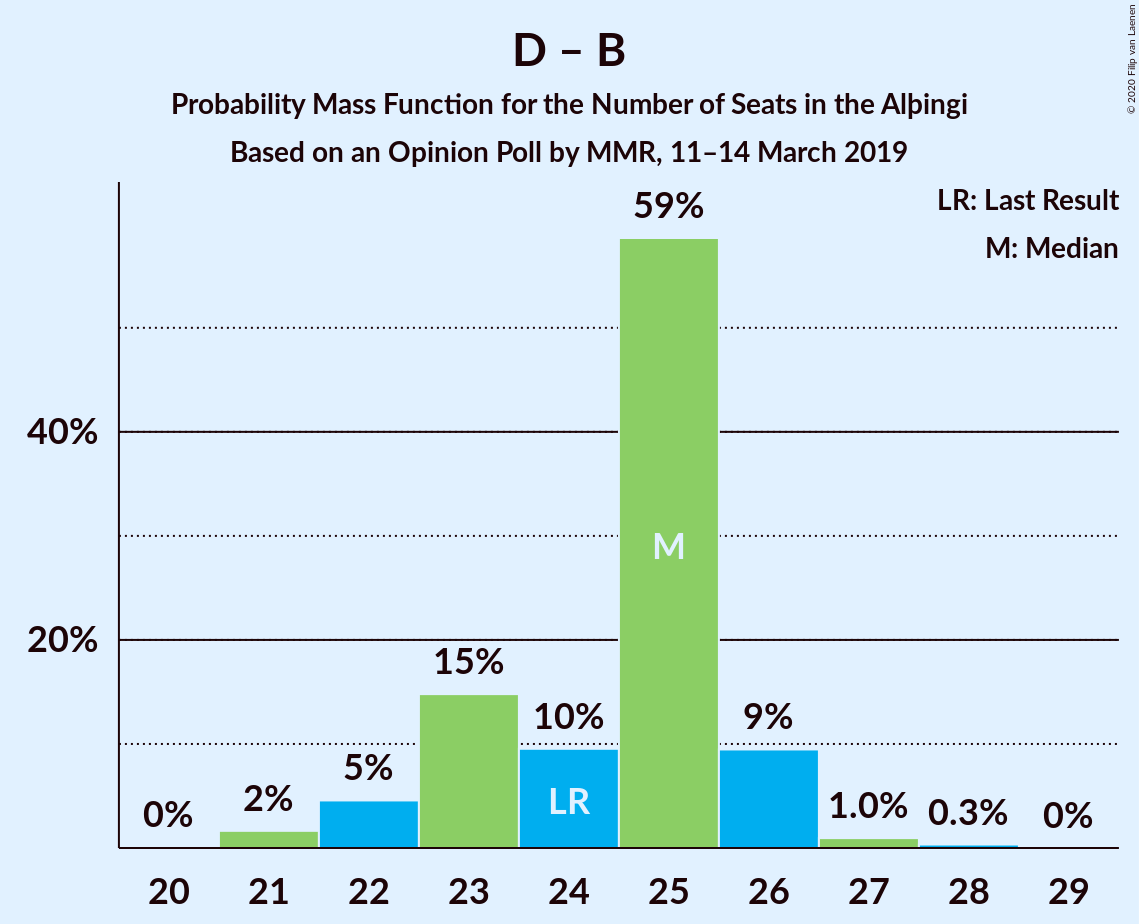 D – B
Probability Mass Function for the Number of Seats in the Alþingi
Based on an Opinion Poll by MMR, 11–14 March 2019
© 2020 Filip van Laenen
LR: Last Result
M: Median
59%
40%
M
20%
15%
10%
9%
5%
2%
0%
LR
1.0%
0.3%
0%
20 21 22 23 24 25 26 27 28 29